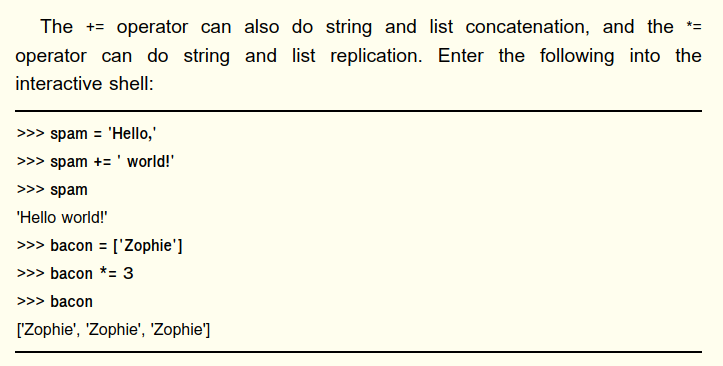 The += operator can also do string and list concatenation, and the *=
operator can do string and list replication. Enter the following into the
interactive shell:
>>> spam = 'Hello,'
>>> spam += ' world!'
>>> spam
'Hello world!'
>>> bacon = ['Zophie']
>>> bacon *= 3
>>> bacon
['Zophie', 'Zophie', 'Zophie']